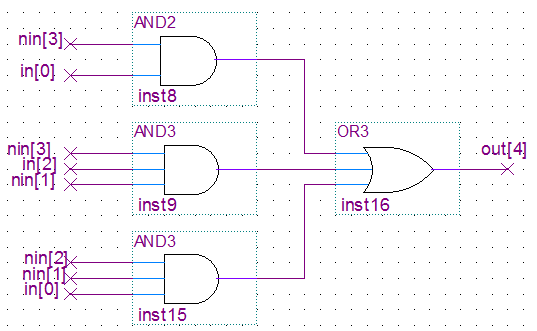 AND2
nin[3]
in[0]
inst8
AND3
nin[3]
in[2]
nin[1]
inst9
OR3
out[4]
inst16
AND3
nin[2]
nin[1]
in[0]
inst15